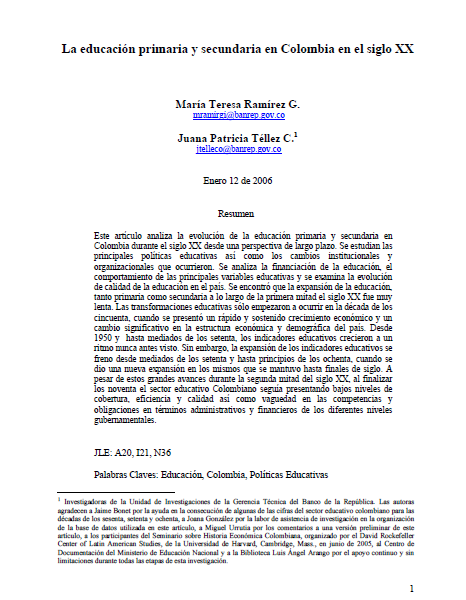 La educación primaria y secundaria en Colombia en el siglo XX
María Teresa Ramírez G.
mramirgi@banrep.gov.co
Juana Patricia Téllez C.1
jtelleco@banrep.gov.co
Enero 12 de 2006
Resumen
Este artículo analiza la evolución de la educación primaria y secundaria en
Colombia durante el siglo XX desde una perspectiva de largo plazo. Se estudian las
principales políticas educativas así como los cambios institucionales y
organizacionales que ocurrieron. Se analiza la financiación de la educación, el
comportamiento de las principales variables educativas y se examina la evolución
de calidad de la educación en el país. Se encontró que la expansión de la educación,
tanto primaria como secundaria a lo largo de la primera mitad el siglo XX fue muy
lenta. Las transformaciones educativas sólo empezaron a ocurrir en la década de los
cincuenta, cuando se presentó un rápido y sostenido crecimiento económico y un
cambio significativo en la estructura económica y demográfica del país. Desde
1950 y hasta mediados de los setenta, los indicadores educativos crecieron a un
ritmo nunca antes visto. Sin embargo, la expansión de los indicadores educativos se
freno desde mediados de los setenta y hasta principios de los ochenta, cuando se
dio una nueva expansión en los mismos que se mantuvo hasta finales de siglo. A
pesar de estos grandes avances durante la segunda mitad del siglo XX, al finalizar
los noventa el sector educativo Colombiano seguía presentando bajos niveles de
cobertura, eficiencia y calidad así como vaguedad en las competencias y
obligaciones en términos administrativos y financieros de los diferentes niveles
gubernamentales.
JLE: A20, I21, N36
Palabras Claves: Educación, Colombia, Políticas Educativas
1 Investigadoras de la Unidad de Investigaciones de la Gerencia Técnica del Banco de la República. Las autoras
agradecen a Jaime Bonet por la ayuda en la consecución de algunas de las cifras del sector educativo colombiano para las
décadas de los sesenta, setenta y ochenta, a Joana González por la labor de asistencia de investigación en la organización
de la base de datos utilizada en este artículo, a Miguel Urrutia por los comentarios a una versión preliminar de este
artículo, a los participantes del Seminario sobre Historia Económica Colombiana, organizado por el David Rockefeller
Center of Latin American Studies, de la Universidad de Harvard, Cambridge, Mass., en junio de 2005, al Centro de
Documentación del Ministerio de Educación Nacional y a la Biblioteca Luis Ángel Arango por el apoyo continuo y sin
limitaciones durante todas las etapas de esta investigación.
1